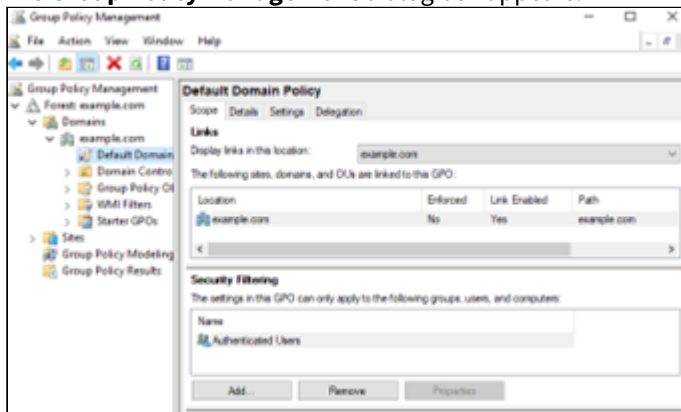 Group Policy Management
File Action View Window Help
Group Policy Management
Forest: example.com
Domains
example.com
Default Domain
Domain Contro
Group Policy Ol
WMI Filters
Starter GPOs
Sites
Group Policy Modeling
Group Policy Results
Default Domain Policy
Scope Details Settings Delegation
Links
Display links in this location: example.com
The following sites, domains, and OUs are linked to this GPO:
Location Enforced Link Enabled Path
example.com No Yes example.com
Security Filtering
The settings in this GPO can only apply to the following groups, users, and computers:
Name
Authenticated Users
Add... Remove Properties